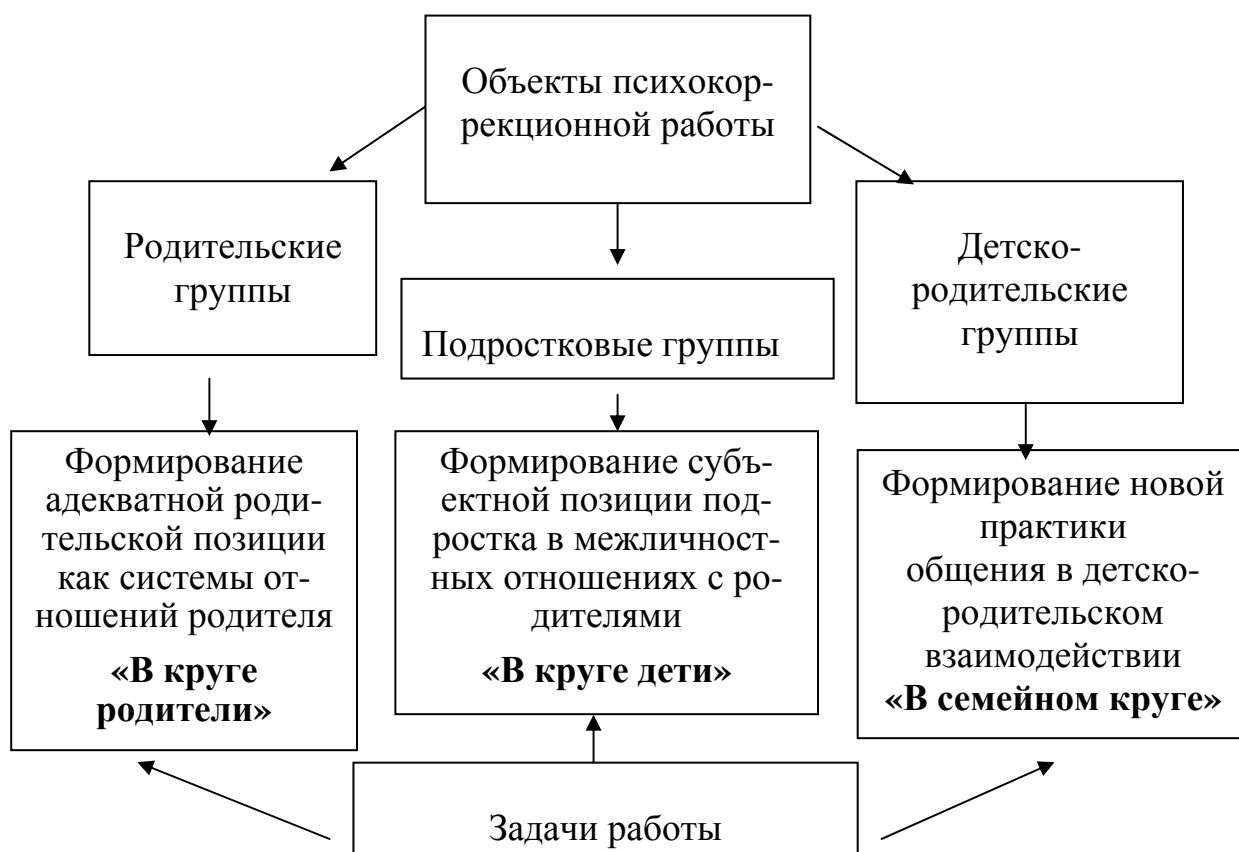 Объекты психокор-
рекционной работы
Родительские
группы
Подростковые группы
Детско-
родительские
группы
Формирование
адекватной роди-
тельской позиции
как системы от-
ношений родителя
«В круге
родители»
Формирование субъ-
ектной позиции под-
ростка в межличност-
ных отношениях с ро-
дителями
«В круге дети»
Формирование новой
практики
общения в детско-
родительском
взаимодействии
«В семейном круге»
Задачи работы